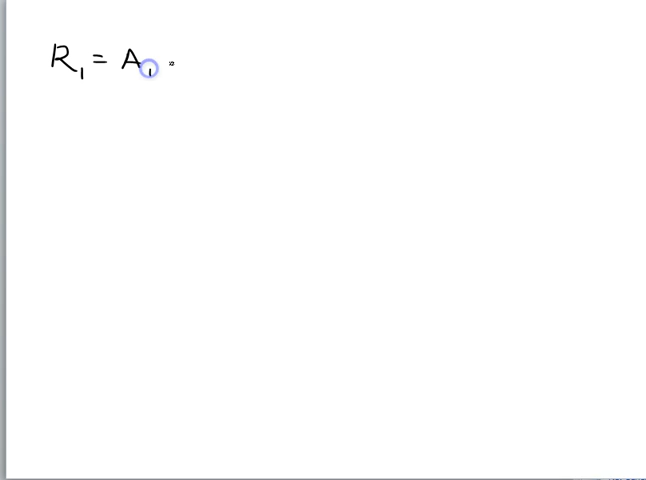 R₁ = A₁